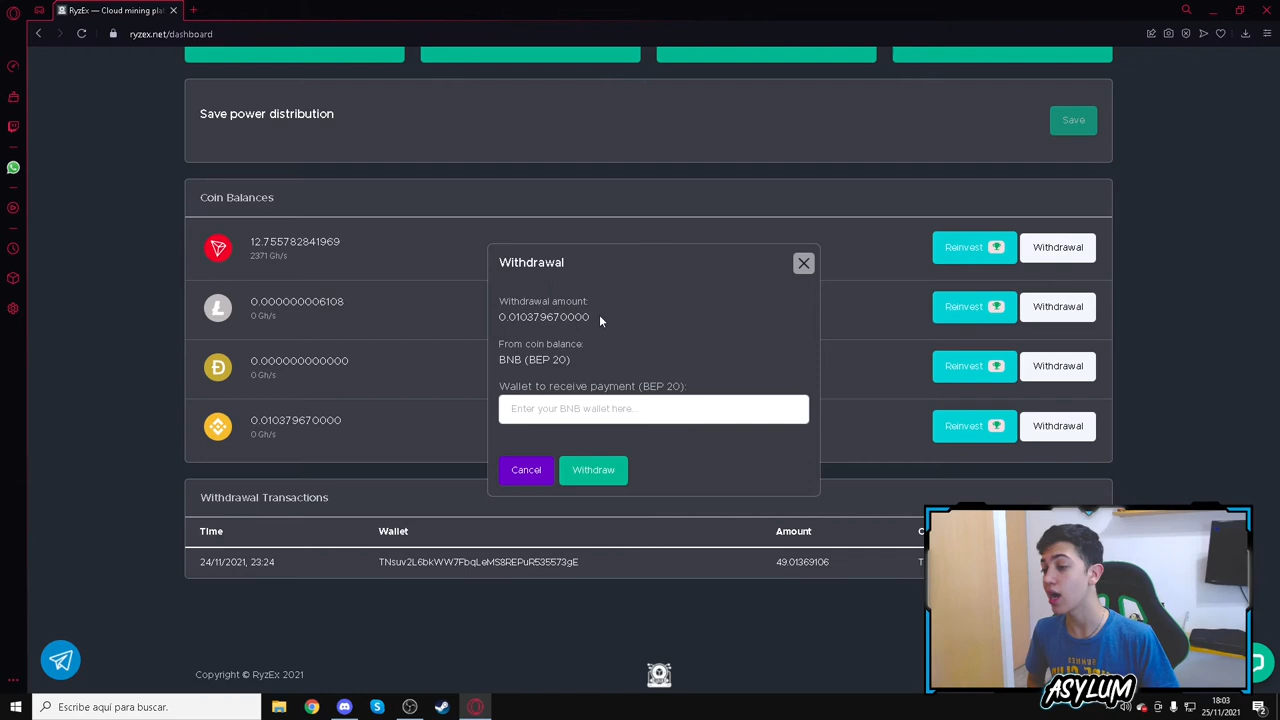 RyzEx — Cloud mining pla
ryzex.net/dashboard
Save power distribution
Save
Coin Balances
12.755782841969
2371 Gh/s
Reinvest
Withdrawal
0.000000006108
0 Gh/s
Reinvest
Withdrawal
0.000000000000
0 Gh/s
Reinvest
Withdrawal
0.010379670000
0 Gh/s
Reinvest
Withdrawal
Withdrawal
Withdrawal amount:
0.010379670000
From coin balance:
BNB (BEP 20)
Wallet to receive payment (BEP 20):
Enter your BNB wallet here...
Cancel
Withdraw
Withdrawal Transactions
Time Wallet Amount
24/11/2021, 23:24 TNsuv2L6bkWW7FbqLeMS8REPuR535573gE 49.01369106
Copyright © RyzEx 2021
ASYLUM
Escribe aquí para buscar.
18:03
25/11/2021
2